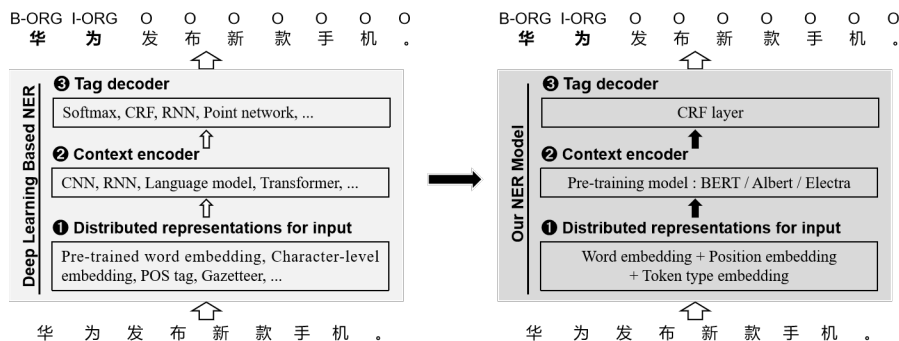 B-ORG I-ORG O O O O O O O
华 为 发 布 新 款 手 机 。
Deep Learning Based NER
❸ Tag decoder
Softmax, CRF, RNN, Point network, ...
❷ Context encoder
CNN, RNN, Language model, Transformer, ...
❶ Distributed representations for input
Pre-trained word embedding, Character-level
embedding, POS tag, Gazetteer, ...
华 为 发 布 新 款 手 机 。
B-ORG I-ORG O O O O O O O
华 为 发 布 新 款 手 机 。
Our NER Model
❸ Tag decoder
CRF layer
❷ Context encoder
Pre-training model : BERT / Albert / Electra
❶ Distributed representations for input
Word embedding + Position embedding
+ Token type embedding
华 为 发 布 新 款 手 机 。